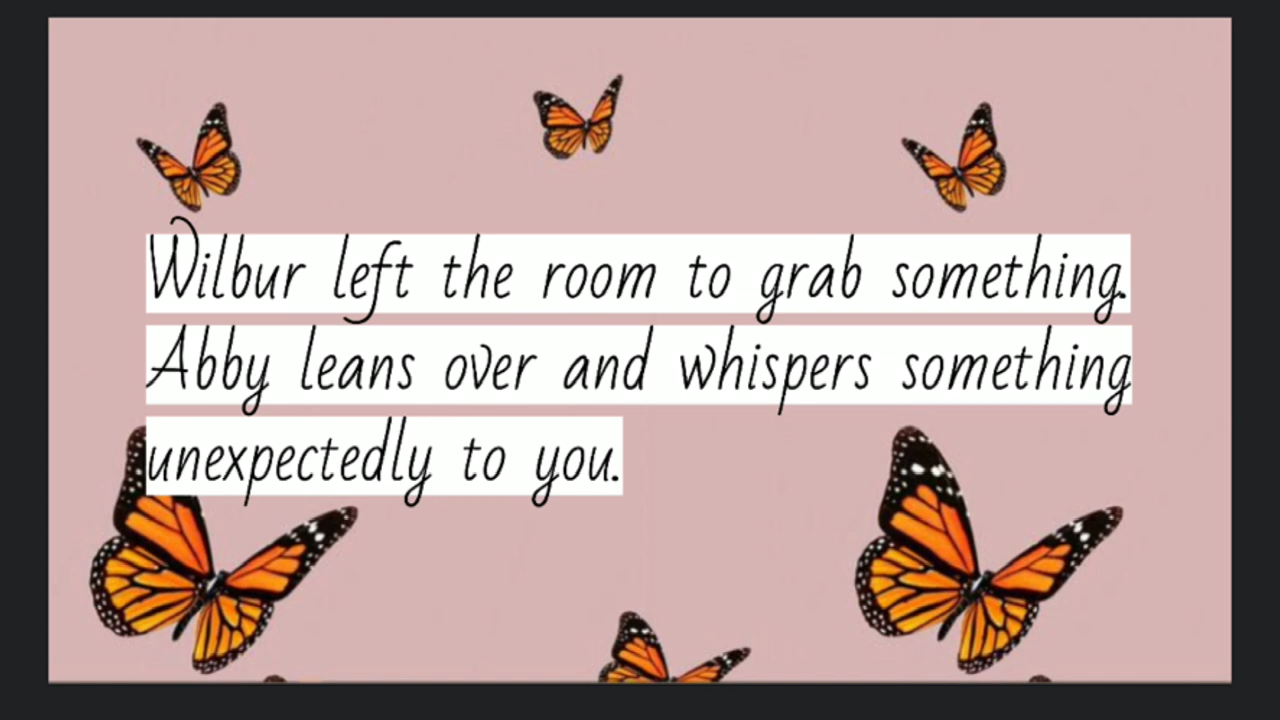 Wilbur left the room to grab something.
Abby leans over and whispers something
unexpectedly to you.